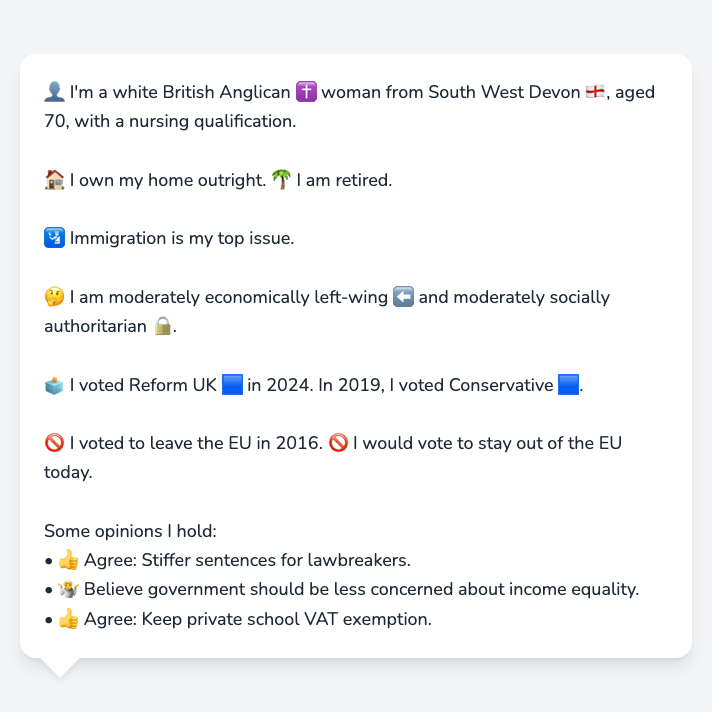 👤 I'm a white British Anglican ✝️ woman from South West Devon 🏴󠁧󠁢󠁥󠁮󠁧󠁿, aged
70, with a nursing qualification.
🏠 I own my home outright. 🌴 I am retired.
🛂 Immigration is my top issue.
🤔 I am moderately economically left-wing ⬅️ and moderately socially
authoritarian 🔒.
🗳️ I voted Reform UK 🟦 in 2024. In 2019, I voted Conservative 🟦.
🚫 I voted to leave the EU in 2016. 🚫 I would vote to stay out of the EU
today.
Some opinions I hold:
• 👍 Agree: Stiffer sentences for lawbreakers.
• 🤷 Believe government should be less concerned about income equality.
• 👍 Agree: Keep private school VAT exemption.